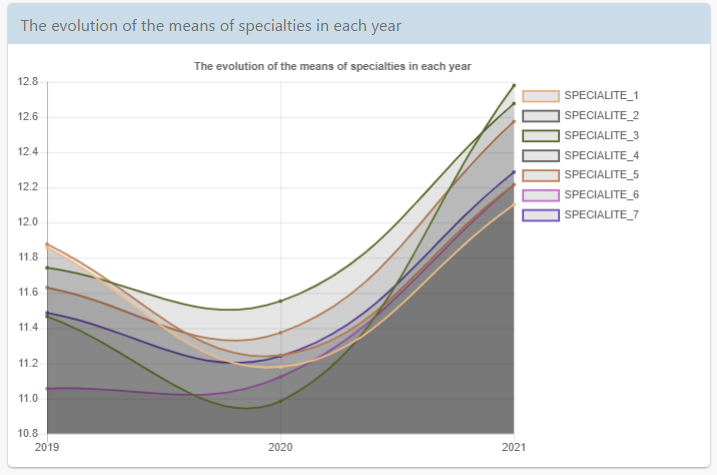 The evolution of the means of specialties in each year
The evolution of the means of specialties in each year
12.8
12.6
12.4
12.2
12.0
11.8
11.6
11.4
11.2
11.0
10.8
2019
2020
2021
SPECIALITE_1
SPECIALITE_2
SPECIALITE_3
SPECIALITE_4
SPECIALITE_5
SPECIALITE_6
SPECIALITE_7